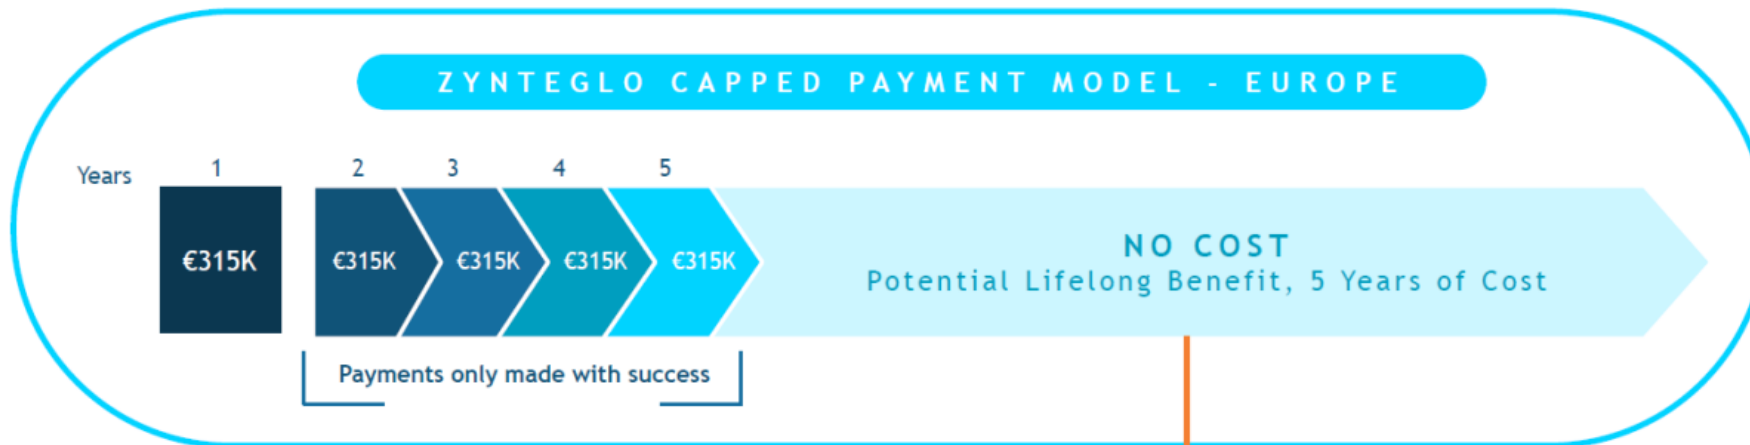 ZYNTEGLO CAPPED PAYMENT MODEL - EUROPE
Years 1 2 3 4 5
€315K €315K €315K €315K €315K
NO COST
Potential Lifelong Benefit, 5 Years of Cost
Payments only made with success